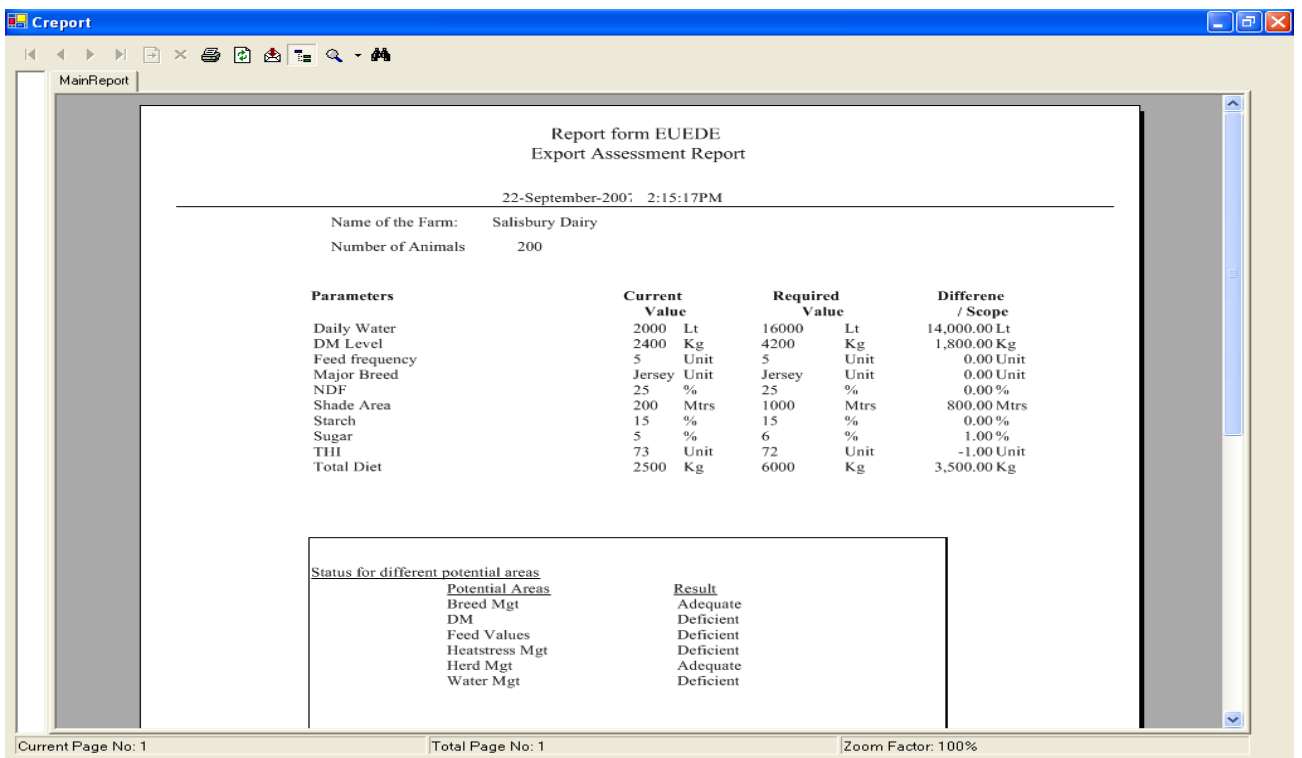 Creport
MainReport
Report form EUEDE
Export Assessment Report
22-September-2007 2:15:17PM
Name of the Farm: Salisbury Dairy
Number of Animals 200
Parameters Current Required Differene
Value Value / Scope
Daily Water 2000 Lt 16000 Lt 14,000.00 Lt
DM Level 2400 Kg 4200 Kg 1,800.00 Kg
Feed frequency 5 Unit 5 Unit 0.00 Unit
Major Breed Jersey Unit Jersey Unit 0.00 Unit
NDF 25 % 25 % 0.00 %
Shade Area 200 Mtrs 1000 Mtrs 800.00 Mtrs
Starch 15 % 15 % 0.00 %
Sugar 5 % 6 % 1.00 %
THI 73 Unit 72 Unit -1.00 Unit
Total Diet 2500 Kg 6000 Kg 3,500.00 Kg
Status for different potential areas
Potential Areas Result
Breed Mgt Adequate
DM Deficient
Feed Values Deficient
Heatstress Mgt Deficient
Herd Mgt Adequate
Water Mgt Deficient
Current Page No: 1 Total Page No: 1 Zoom Factor: 100%